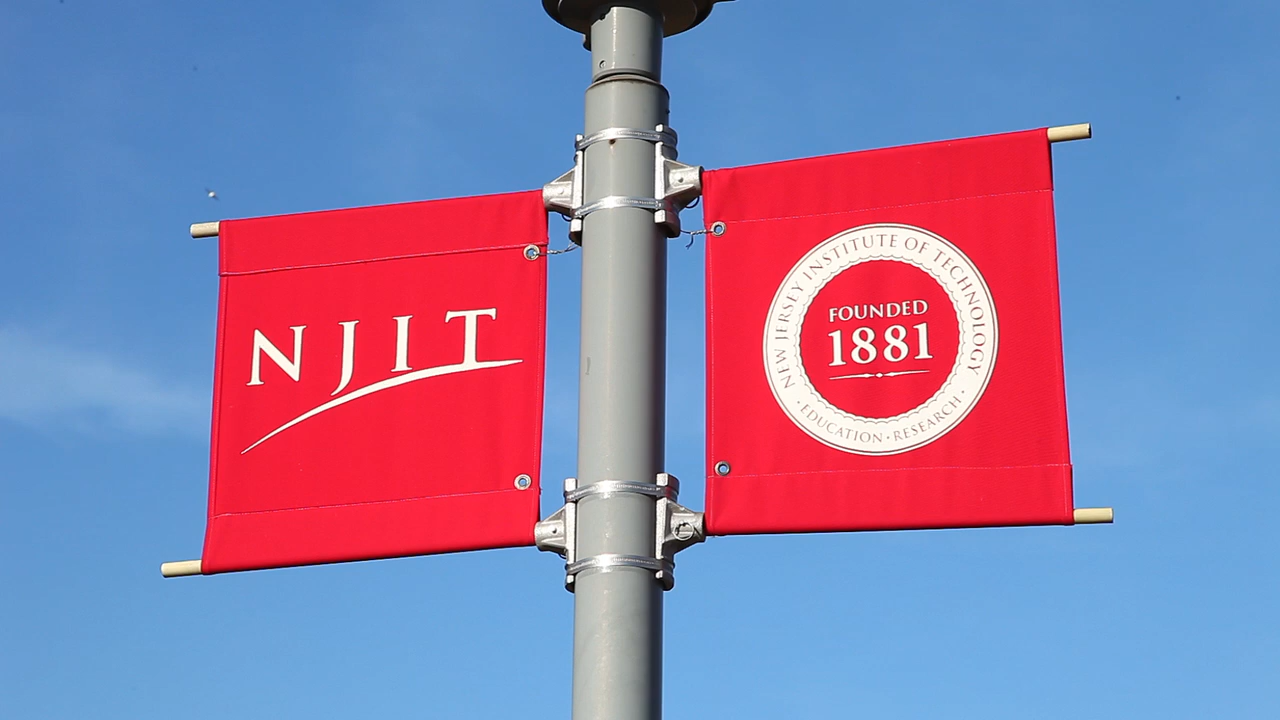 NJIT
NEW JERSEY INSTITUTE OF TECHNOLOGY
FOUNDED
1881
· EDUCATION · RESEARCH ·